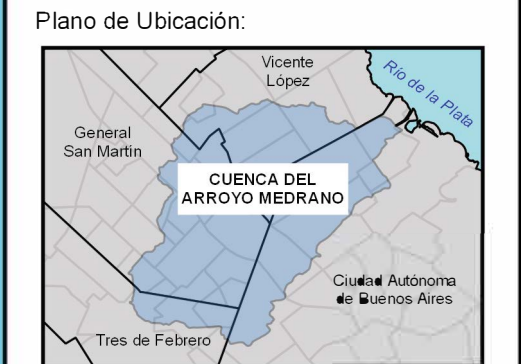 Plano de Ubicación:
Vicente
López
Río de la Plata
General
San Martín
CUENCA DEL
ARROYO MEDRANO
Ciudad Autónoma
de Buenos Aires
Tres de Febrero